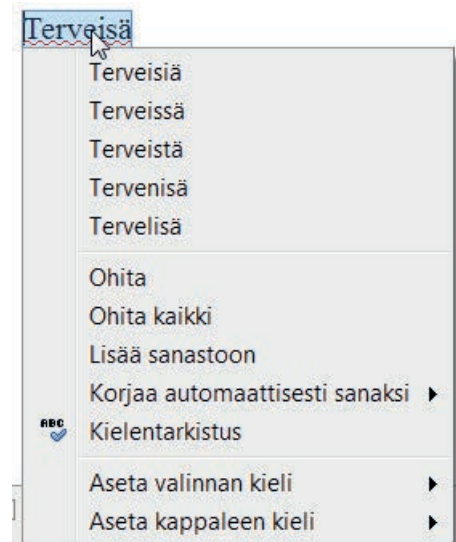 Terveisä
Terveisiä
Terveissä
Terveistä
Tervenisä
Tervelisä
Ohita
Ohita kaikki
Lisää sanastoon
Korjaa automaattisesti sanaksi
ABC Kielentarkistus
Aseta valinnan kieli
Aseta kappaleen kieli